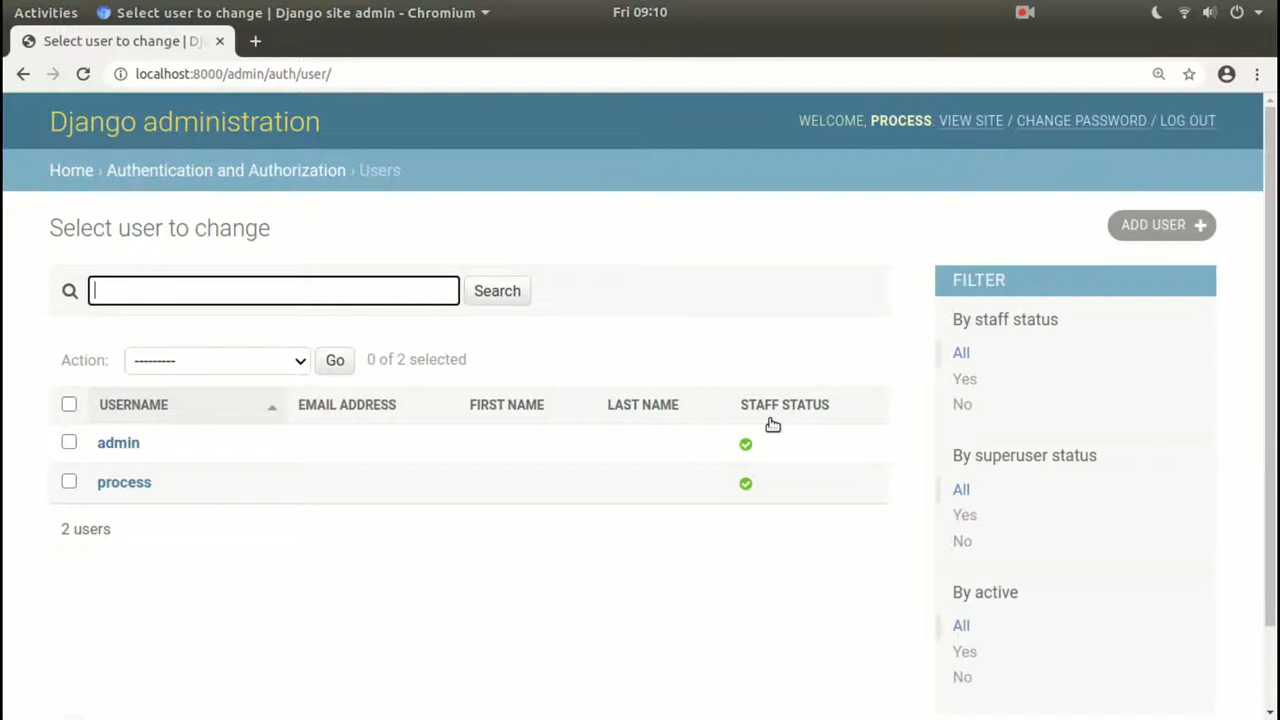 Activities Select user to change | Django site admin - Chromium Fri 09:10
Select user to change | Dj
localhost:8000/admin/auth/user/
Django administration WELCOME, PROCESS. VIEW SITE / CHANGE PASSWORD / LOG OUT
Home › Authentication and Authorization › Users
Select user to change
ADD USER
Search
Action: --------- Go 0 of 2 selected
USERNAME EMAIL ADDRESS FIRST NAME LAST NAME STAFF STATUS
admin
process
2 users
FILTER
By staff status
All
Yes
No
By superuser status
All
Yes
No
By active
All
Yes
No